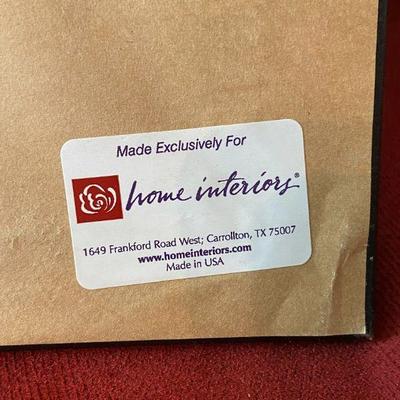 Made Exclusively For
home interiors®
1649 Frankford Road West; Carrollton, TX 75007
www.homeinteriors.com
Made in USA